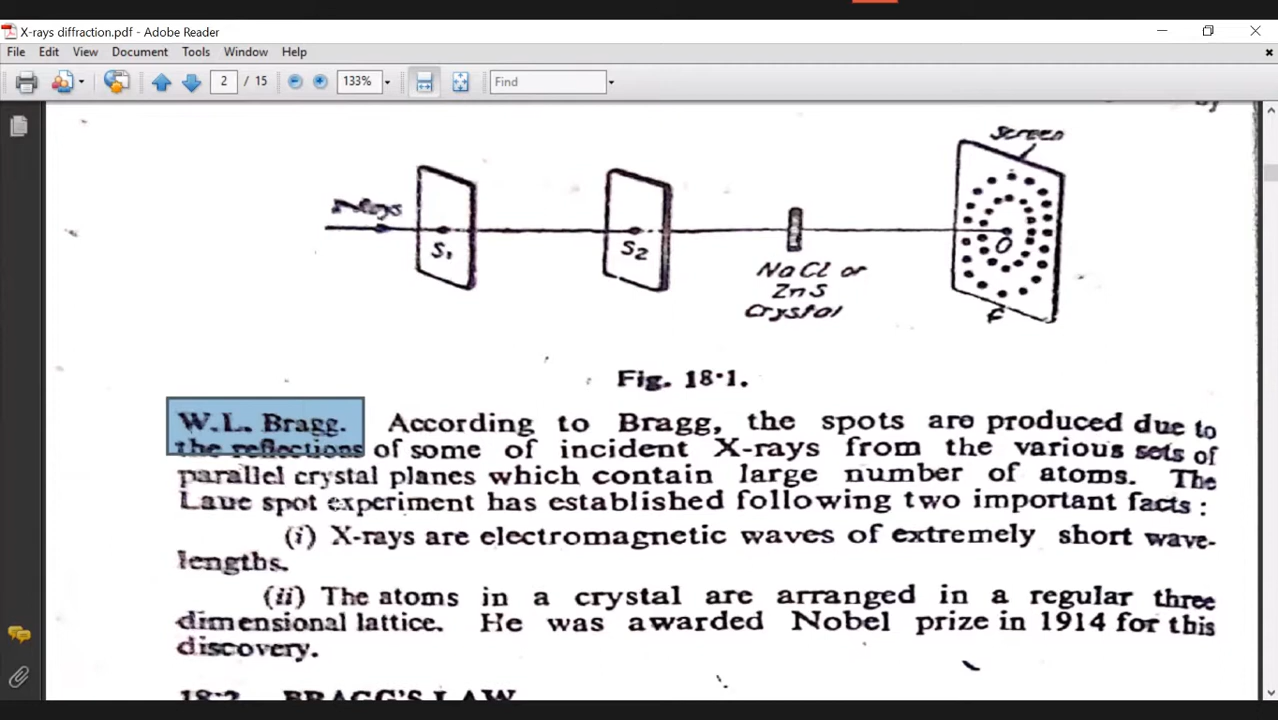 X-rays diffraction.pdf - Adobe Reader
File Edit View Document Tools Window Help
2 / 15 133% Find
by
Screen
X-Rays
S1 S2 O
NaCl or
ZnS
Crystal
F
Fig. 18·1.
W.L. Bragg. According to Bragg, the spots are produced due to
the reflections of some of incident X-rays from the various sets of
parallel crystal planes which contain large number of atoms. The
Laue spot experiment has established following two important facts :
(i) X-rays are electromagnetic waves of extremely short wave-
lengths.
(ii) The atoms in a crystal are arranged in a regular three
dimensional lattice. He was awarded Nobel prize in 1914 for this
discovery.
18·2. BRAGG'S LAW